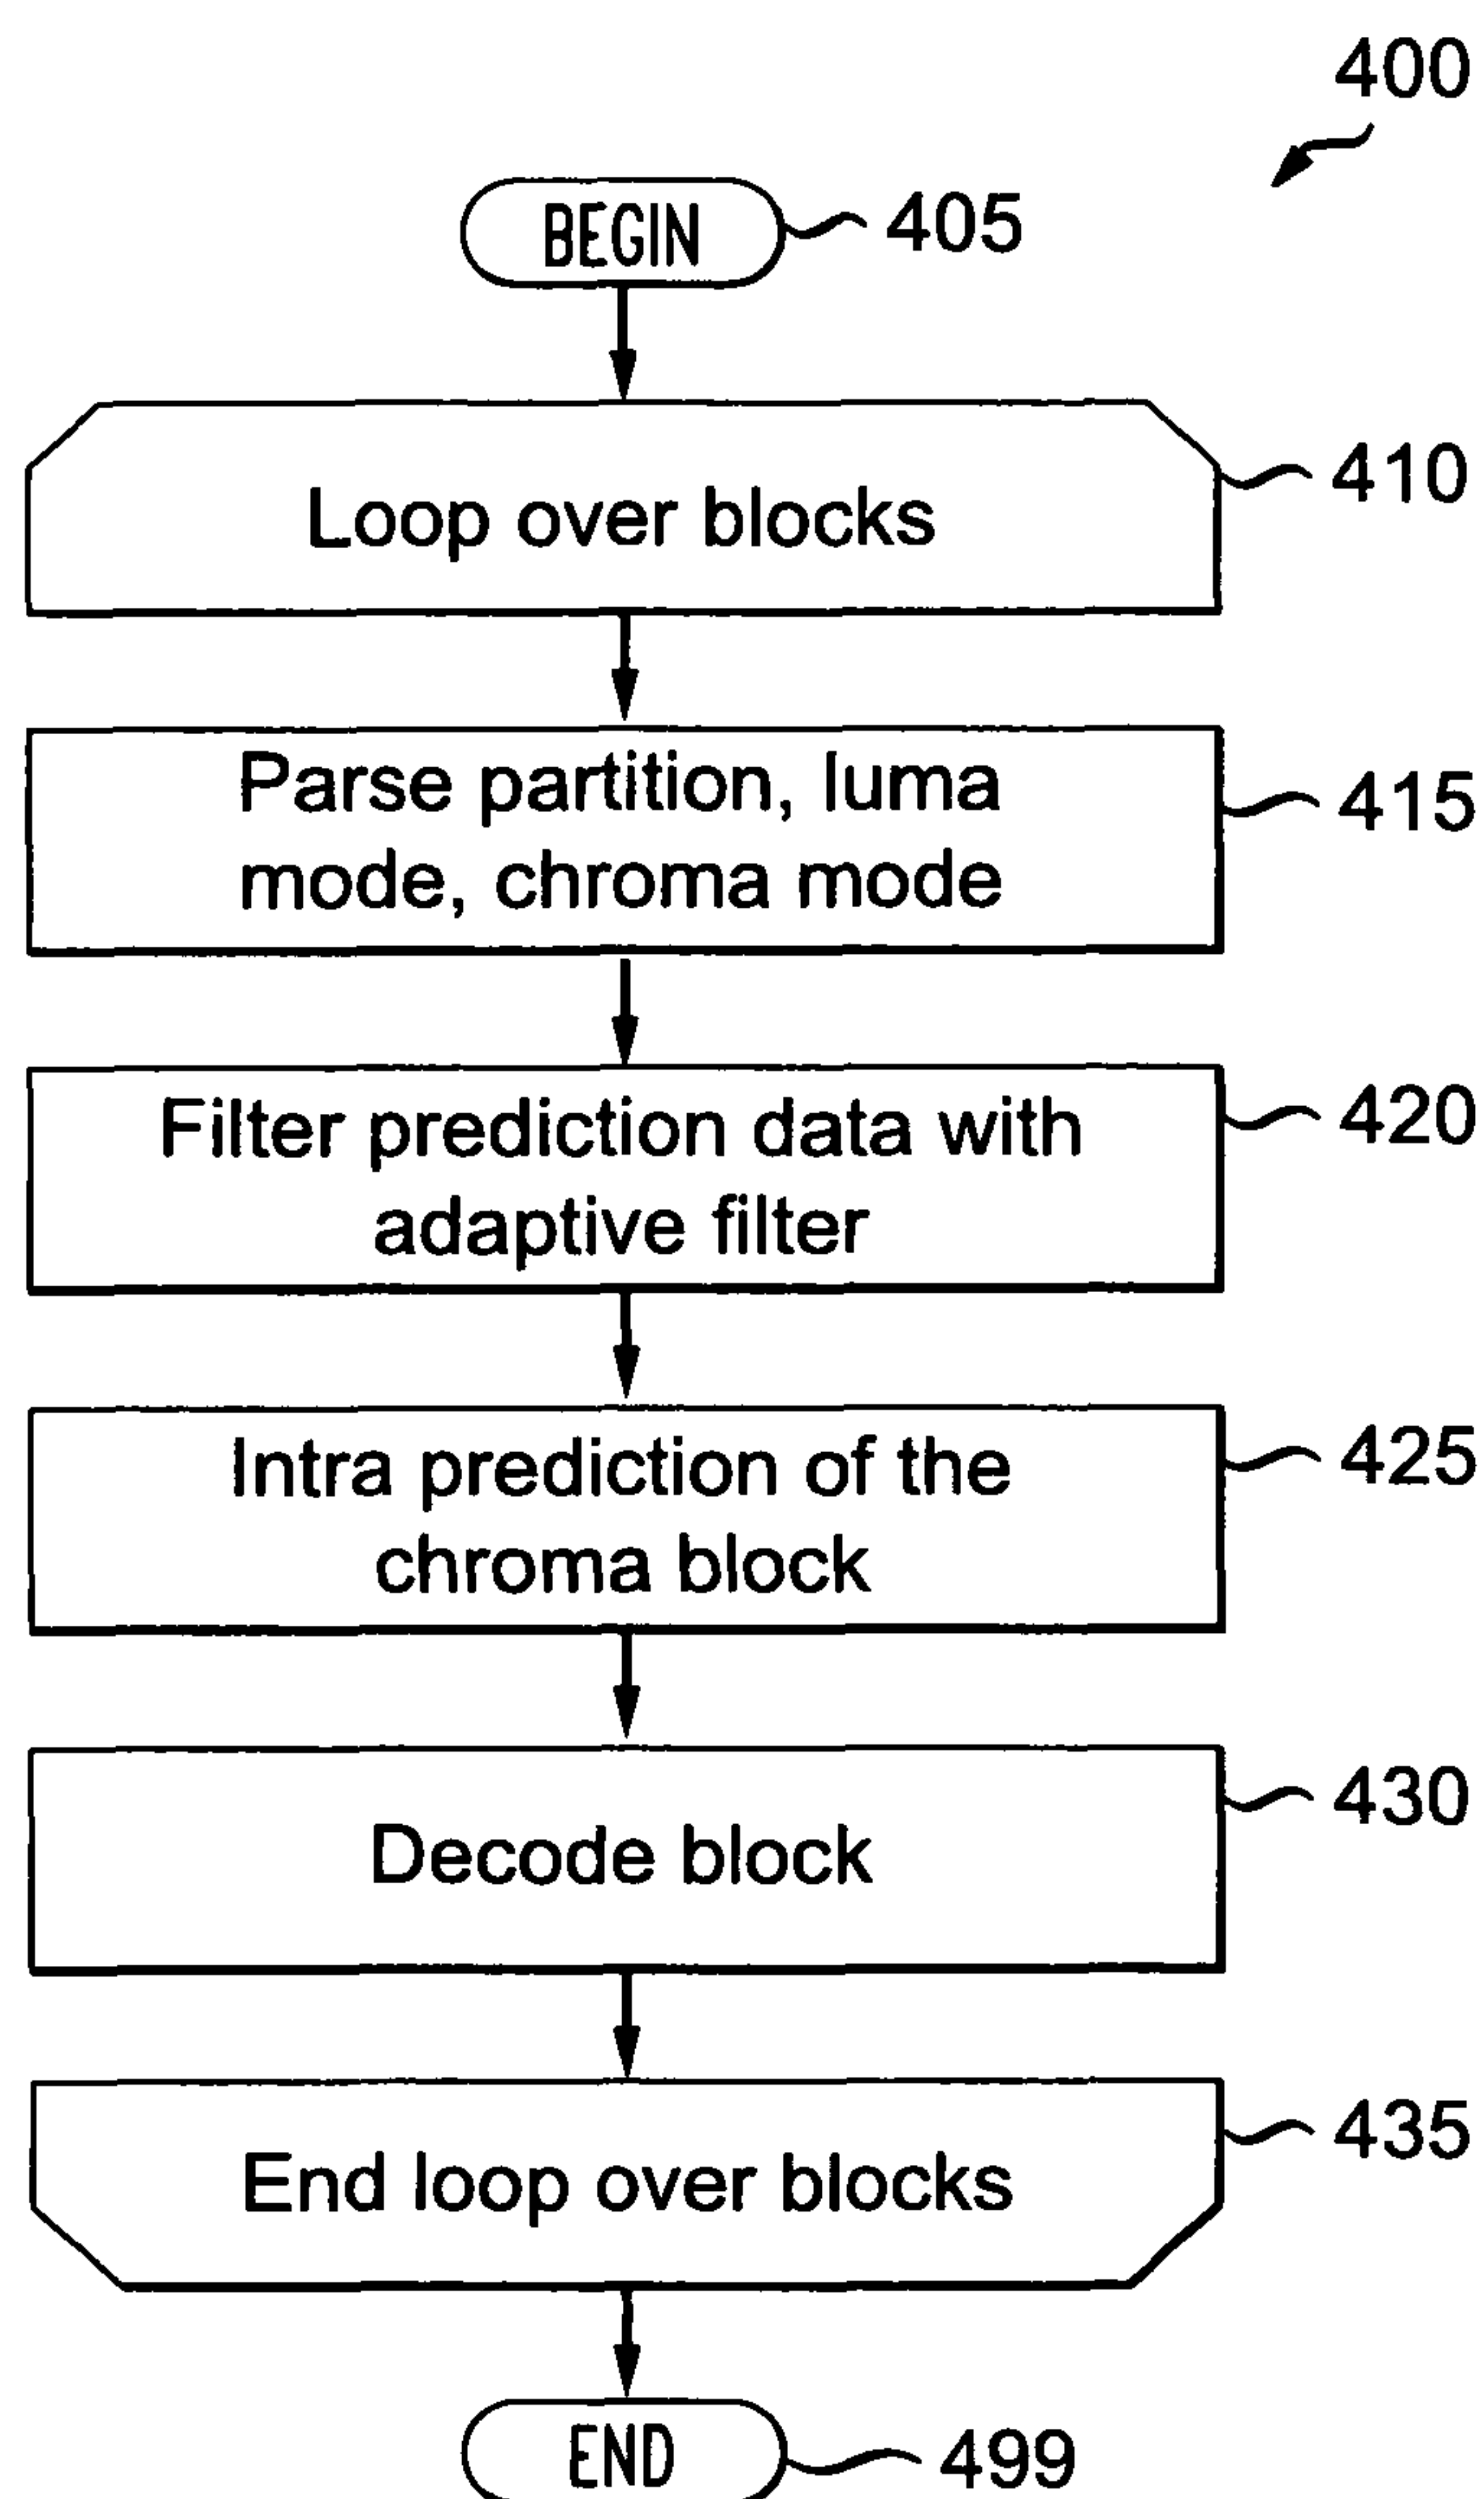 400
BEGIN
405
Loop over blocks
410
Parse partition, luma
mode, chroma mode
415
Filter prediction data with
adaptive filter
420
Intra prediction of the
chroma block
425
Decode block
430
End loop over blocks
435
END
499